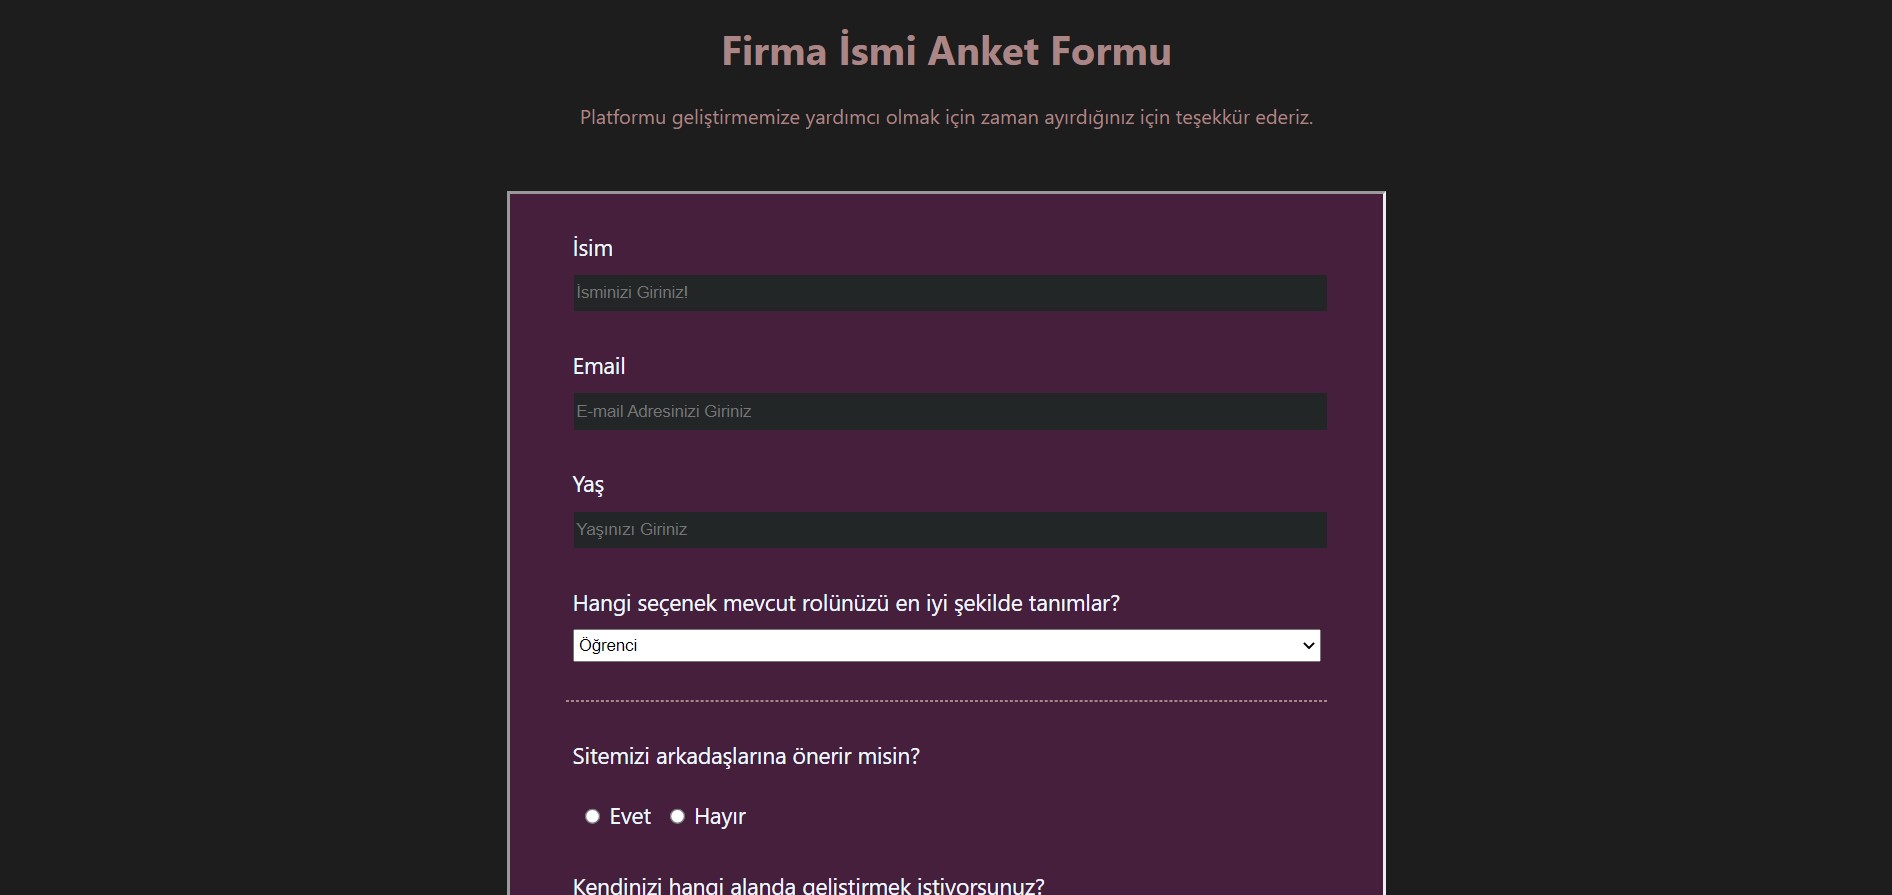 Firma İsmi Anket Formu
Platformu geliştirmemize yardımcı olmak için zaman ayırdığınız için teşekkür ederiz.
İsim
İsminizi Giriniz!
Email
E-mail Adresinizi Giriniz
Yaş
Yaşınızı Giriniz
Hangi seçenek mevcut rolünüzü en iyi şekilde tanımlar?
Öğrenci
Sitemizi arkadaşlarına önerir misin?
Evet Hayır
Kendinizi hangi alanda geliştirmek istiyorsunuz?